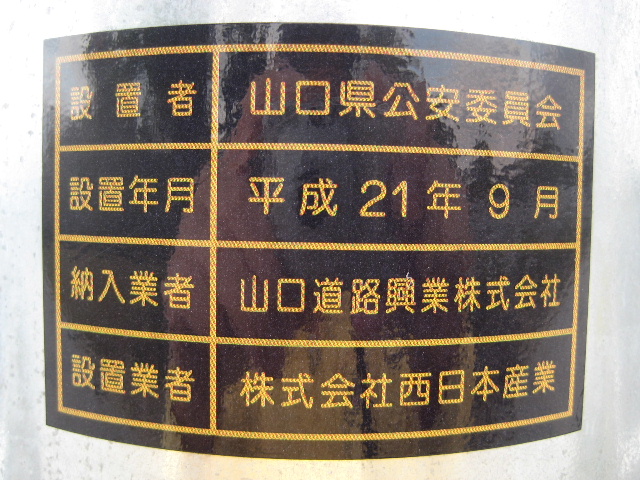 設置者 山口県公安委員会
設置年月 平成21年9月
納入業者 山口道路興業株式会社
設置業者 株式会社西日本産業